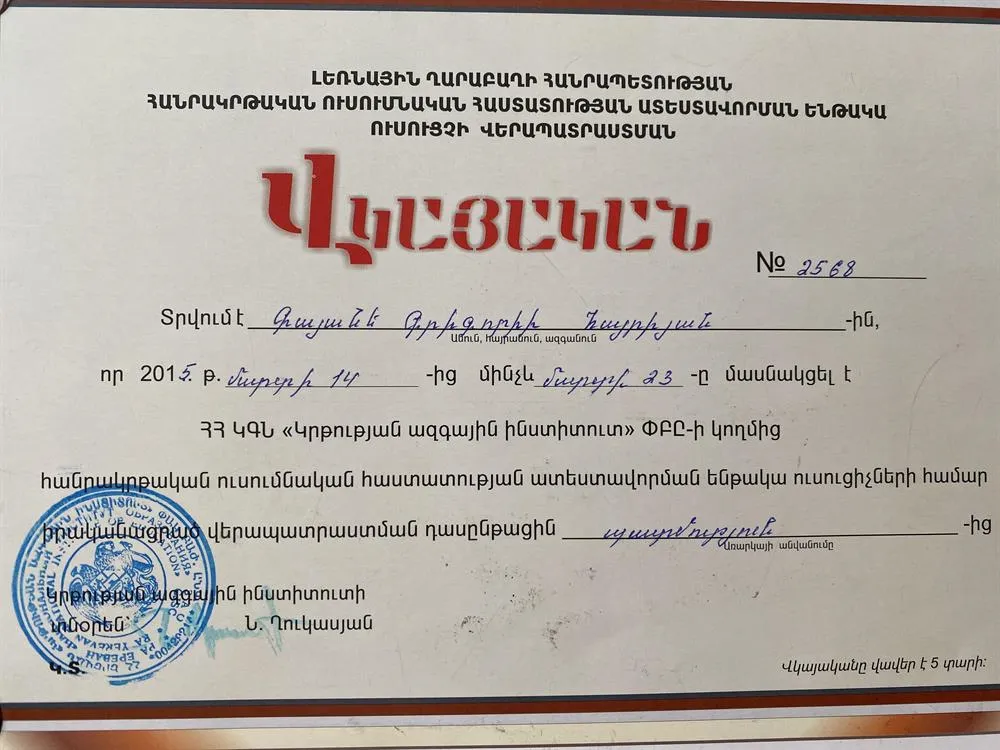 ԼԵՌՆԱՅԻՆ ՂԱՐԱԲԱՂԻ ՀԱՆՐԱՊԵՏՈՒԹՅԱՆ
ՀԱՆՐԱԿՐԹԱԿԱՆ ՈՒՍՈՒՄՆԱԿԱՆ ՀԱՍՏԱՏՈՒԹՅԱՆ ԱՏԵՍՏԱՎՈՐՄԱՆ ԵՆԹԱԿԱ
ՈՒՍՈՒՑՉԻ ՎԵՐԱՊԱՏՐԱՍՏՄԱՆ
ՎԿԱՅԱԿԱՆ
№ 2568
Տրվում է Գայանե Գրիգորիի Հայրիյան -ին,
Անուն, հայրանուն, ազգանուն
որ 2015 թ. մարտի 14 -ից մինչև մարտի 23 -ը մասնակցել է
ՀՀ ԿԳՆ «Կրթության ազգային ինստիտուտ» ՓԲԸ-ի կողմից
հանրակրթական ուսումնական հաստատության ատեստավորման ենթակա ուսուցիչների համար
իրականացրած վերապատրաստման դասընթացին պատմություն -ից
Առարկայի անվանումը
Կրթության ազգային ինստիտուտի
տնօրեն՝ Ն. Ղուկասյան
Կ.Տ.
Վկայականը վավեր է 5 տարի: